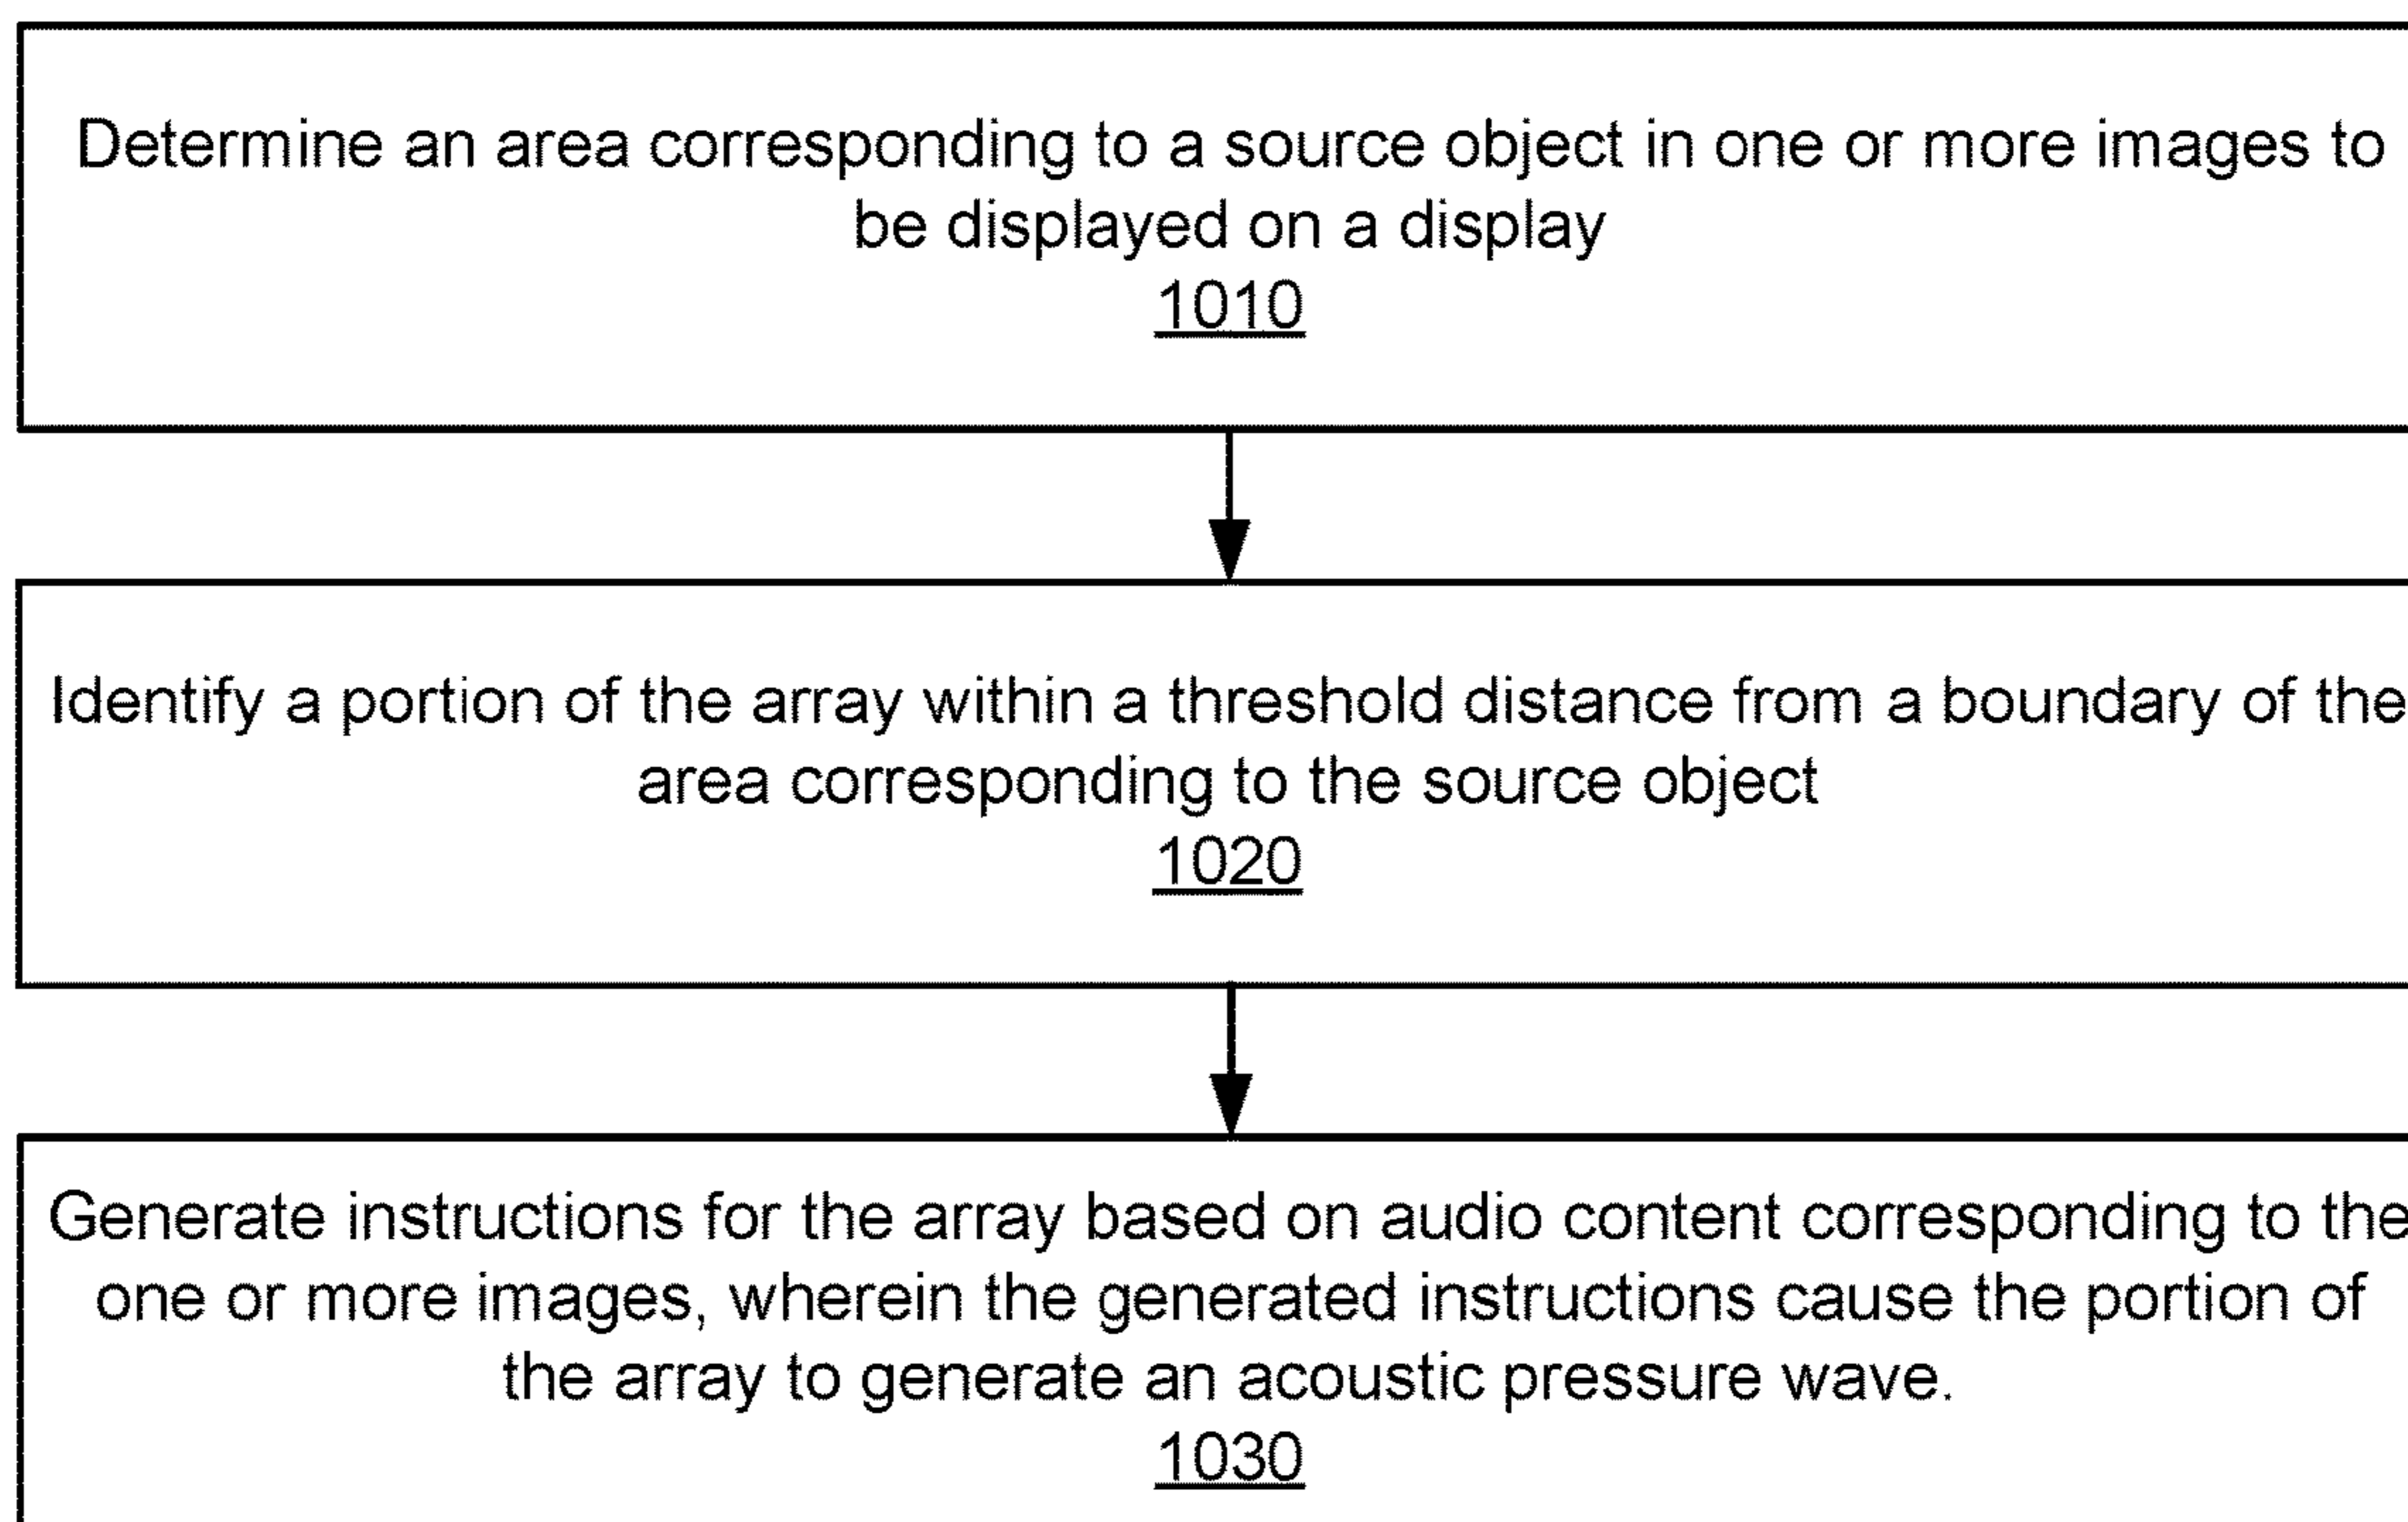 Determine an area corresponding to a source object in one or more images to
be displayed on a display
1010
Identify a portion of the array within a threshold distance from a boundary of the
area corresponding to the source object
1020
Generate instructions for the array based on audio content corresponding to the
one or more images, wherein the generated instructions cause the portion of
the array to generate an acoustic pressure wave.
1030